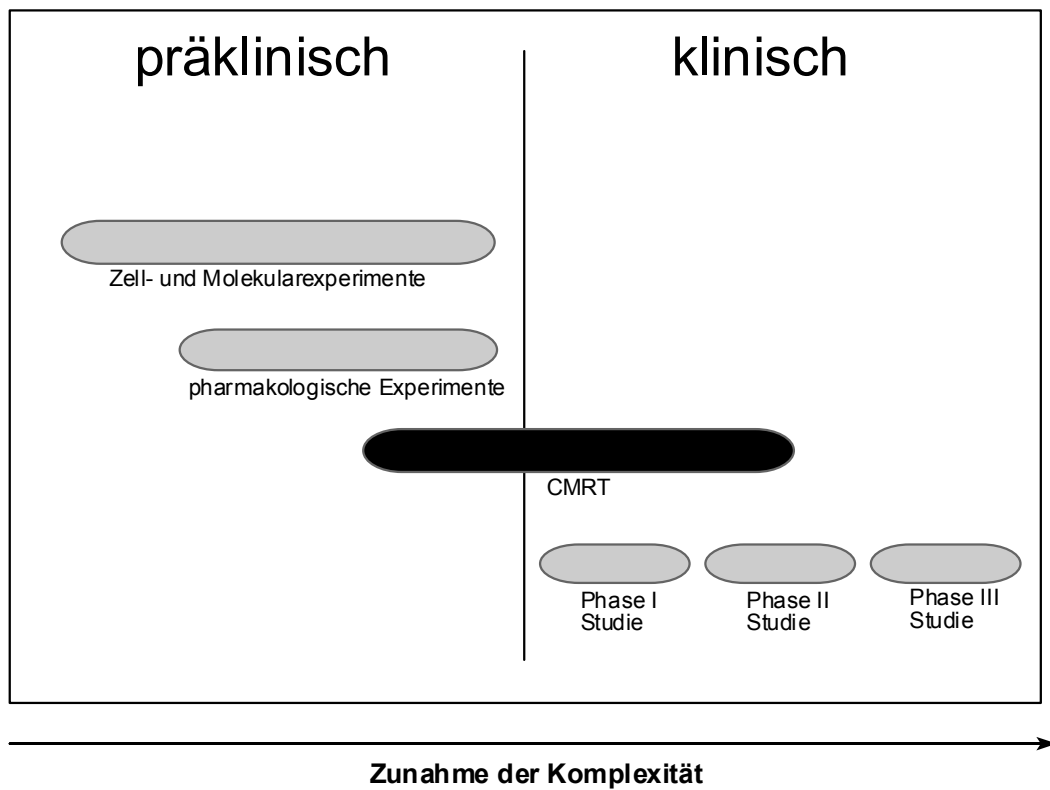 präklinisch
klinisch
Zell- und Molekularexperimente
pharmakologische Experimente
CMRT
Phase I
Studie
Phase II
Studie
Phase III
Studie
Zunahme der Komplexität